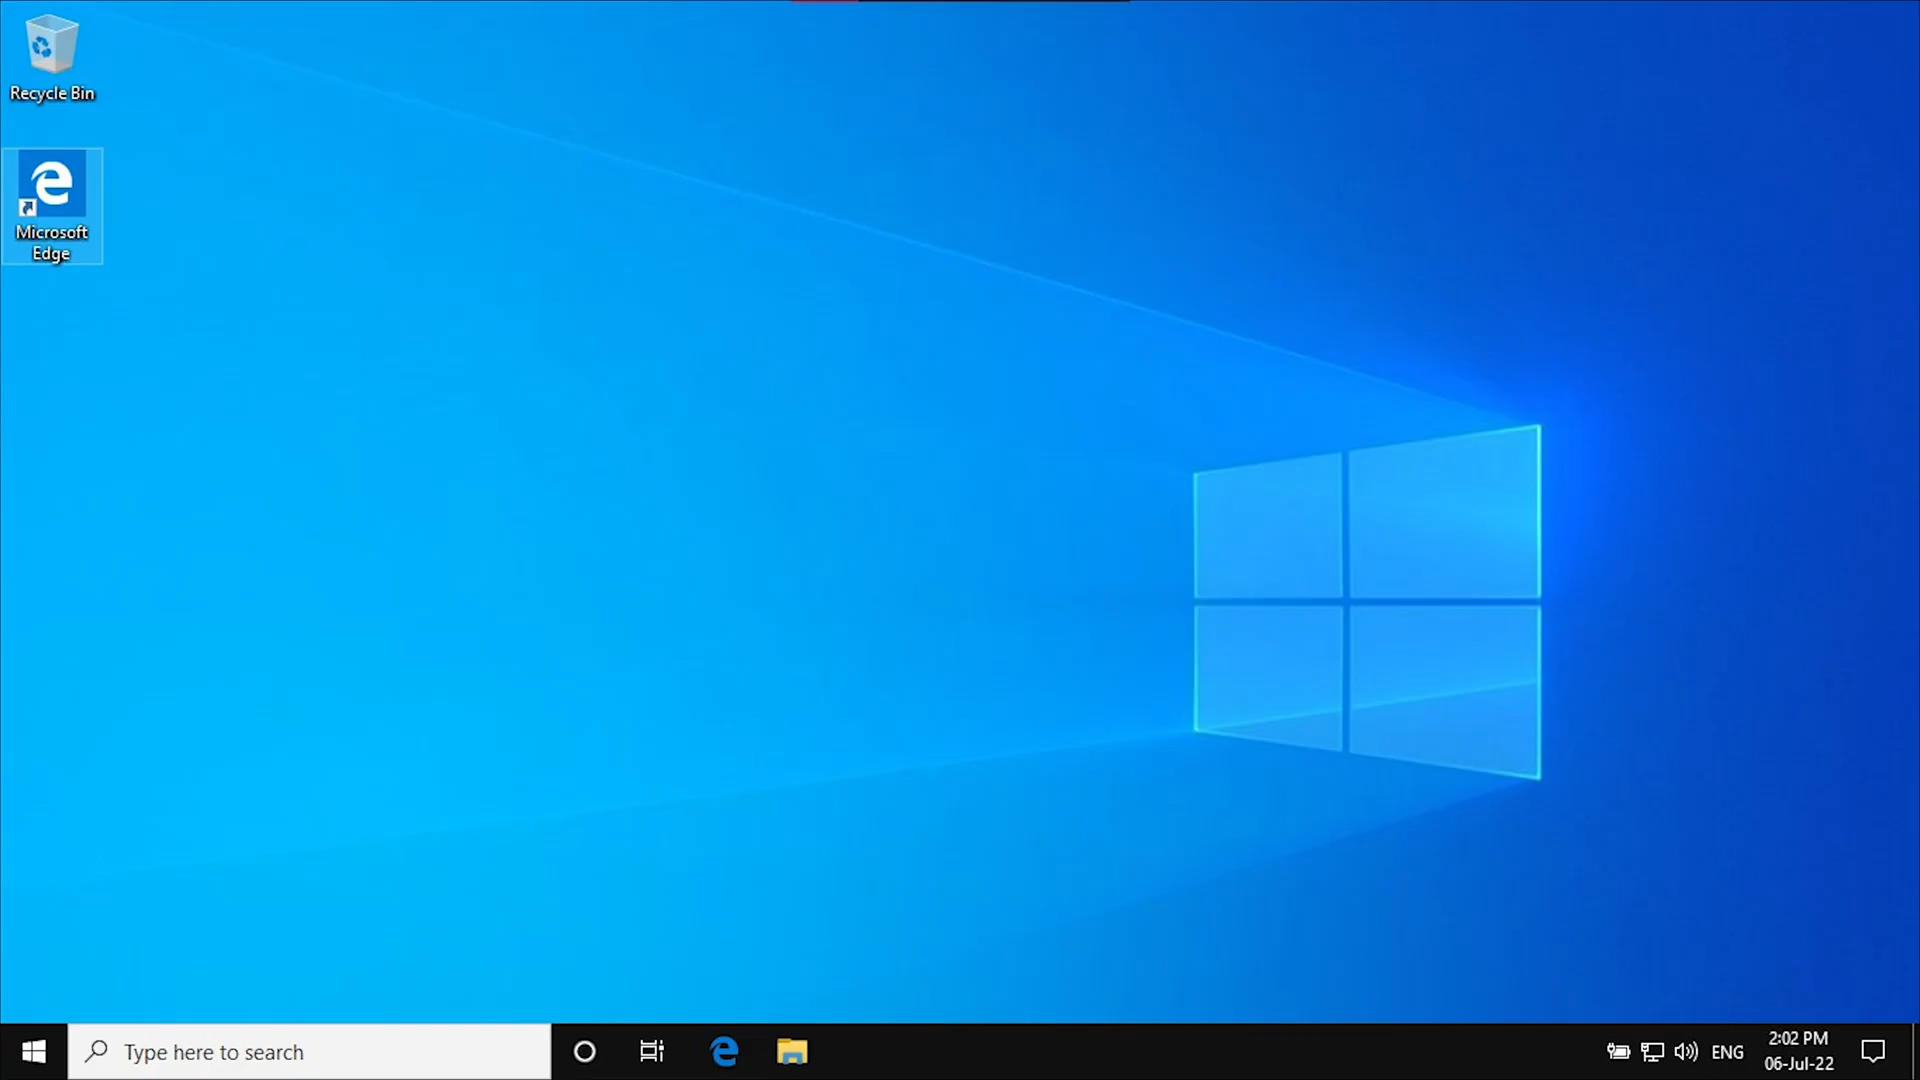 Recycle Bin
Microsoft
Edge
Type here to search
ENG
2:02 PM
06-Jul-22